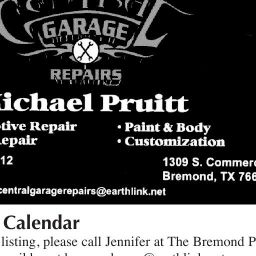 GARAGE
REPAIRS
ichael Pruitt
tive Repair
• Paint & Body
epair
• Customization
12
1309 S. Commerc
Bremond, TX 766
centralgaragerepairs@earthlink.net
Calendar
listing, please call Jennifer at The Bremond P